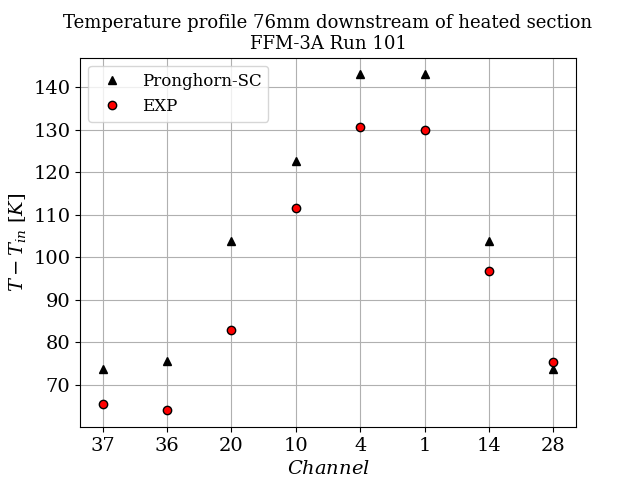 Temperature profile 76mm downstream of heated section
FFM-3A Run 101
Pronghorn-SC
EXP
140
130
120
110
100
90
80
70
T − T_in [K]
37 36 20 10 4 1 14 28
Channel